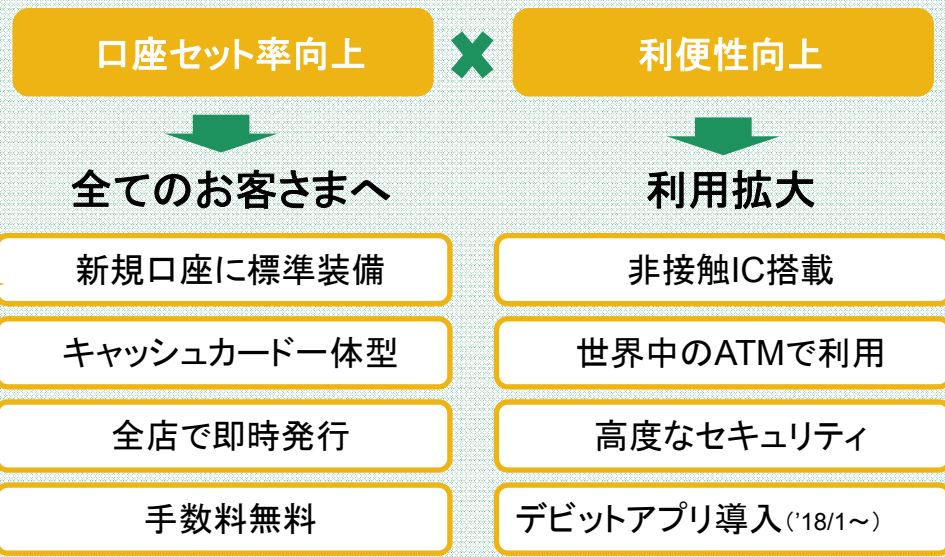 口座セット率向上
✖
利便性向上
全てのお客さまへ
利用拡大
新規口座に標準装備
非接触IC搭載
キャッシュカード一体型
世界中のATMで利用
全店で即時発行
高度なセキュリティ
手数料無料
デビットアプリ導入（'18/1～）